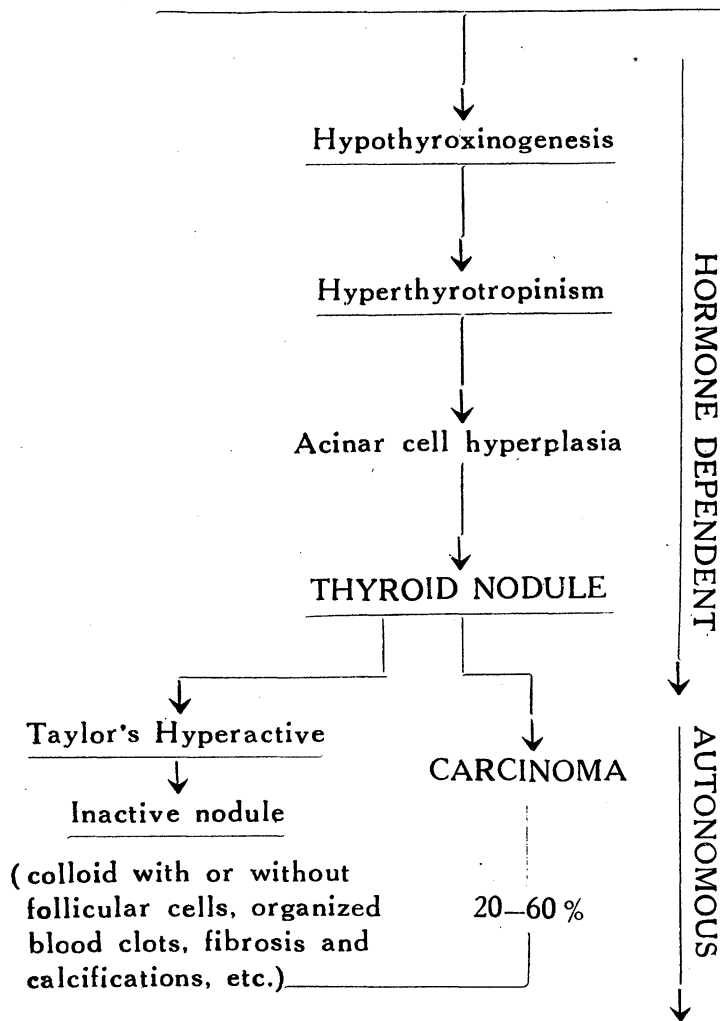 Hypothyroxinogenesis
Hyperthyrotropinism
Acinar cell hyperplasia
THYROID NODULE
Taylor's Hyperactive
Inactive nodule
(colloid with or without
follicular cells, organized
blood clots, fibrosis and
calcifications, etc.)
CARCINOMA
20–60 %
HORMONE DEPENDENT
AUTONOMOUS